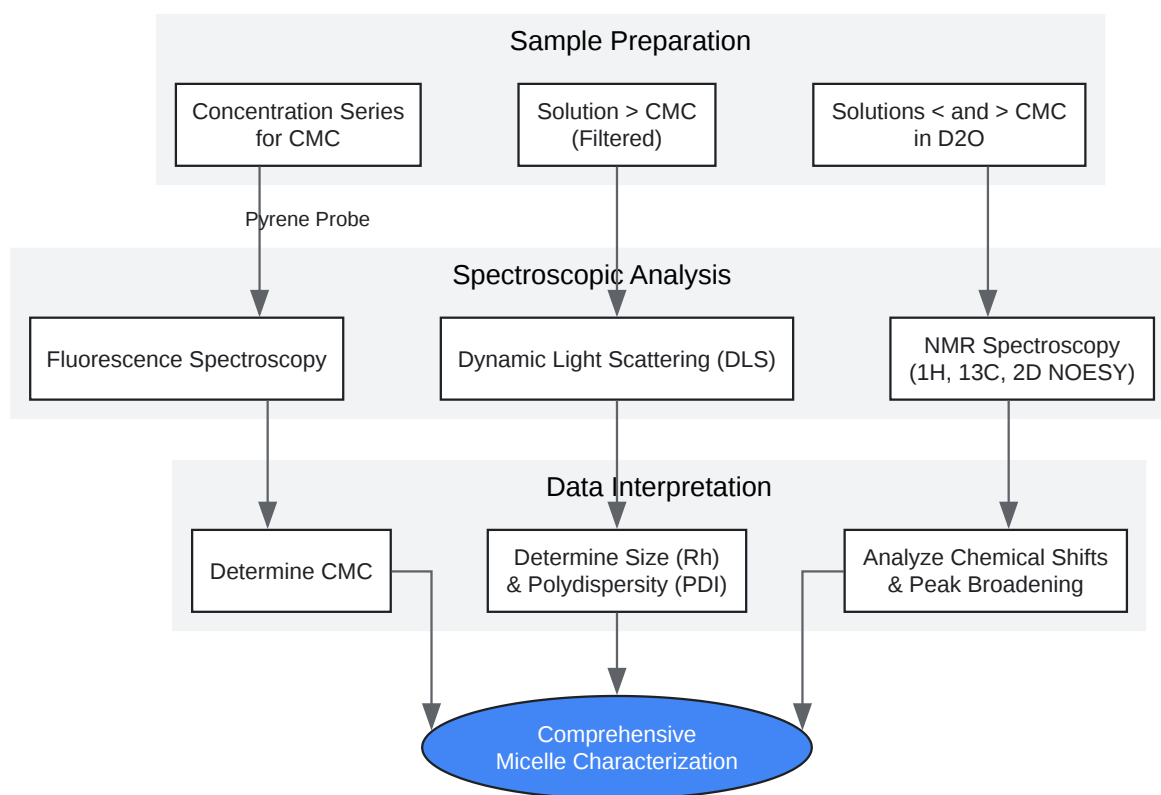 Sample Preparation
Concentration Series
for CMC
Solution > CMC
(Filtered)
Solutions < and > CMC
in D2O
Pyrene Probe
Spectroscopic Analysis
Fluorescence Spectroscopy
Dynamic Light Scattering (DLS)
NMR Spectroscopy
(1H, 13C, 2D NOESY)
Data Interpretation
Determine CMC
Determine Size (Rh)
& Polydispersity (PDI)
Analyze Chemical Shifts
& Peak Broadening
Comprehensive
Micelle Characterization